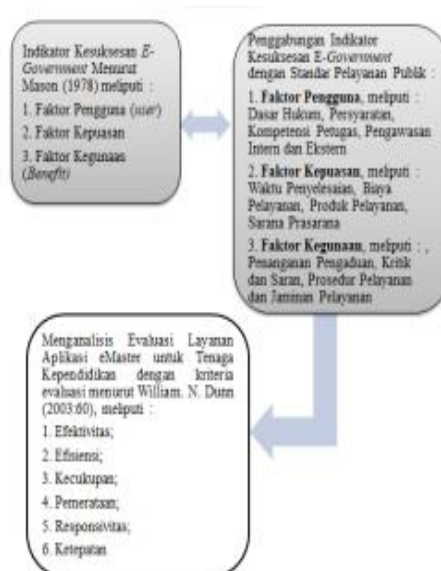 Indikator Kesuksesan E-
Government Menurut
Mason (1978) meliputi :
1. Faktor Pengguna (user)
2. Faktor Kepuasan
3. Faktor Kegunaan
(Benefit)
Penggabungan Indikator
Kesuksesan E-Government
dengan Standar Pelayanan Publik :
1. Faktor Pengguna, meliputi :
Dasar Hukum, Persyaratan,
Kompetensi Petugas, Pengawasan
Intern dan Ekstern
2. Faktor Kepuasan, meliputi :
Waktu Penyelesaian, Biaya
Pelayanan, Produk Pelayanan,
Sarana Prasarana
3. Faktor Kegunaan, meliputi : ,
Penanganan Pengaduan, Kritik
dan Saran, Prosedur Pelayanan
dan Jaminan Pelayanan
Menganalisis Evaluasi Layanan
Aplikasi eMaster untuk Tenaga
Kependidikan dengan kriteria
evaluasi menurut William. N. Dunn
(2003:60), meliputi :
1. Efektivitas;
2. Efisiensi;
3. Kecukupan;
4. Pemerataan;
5. Responsivitas;
6. Ketepatan